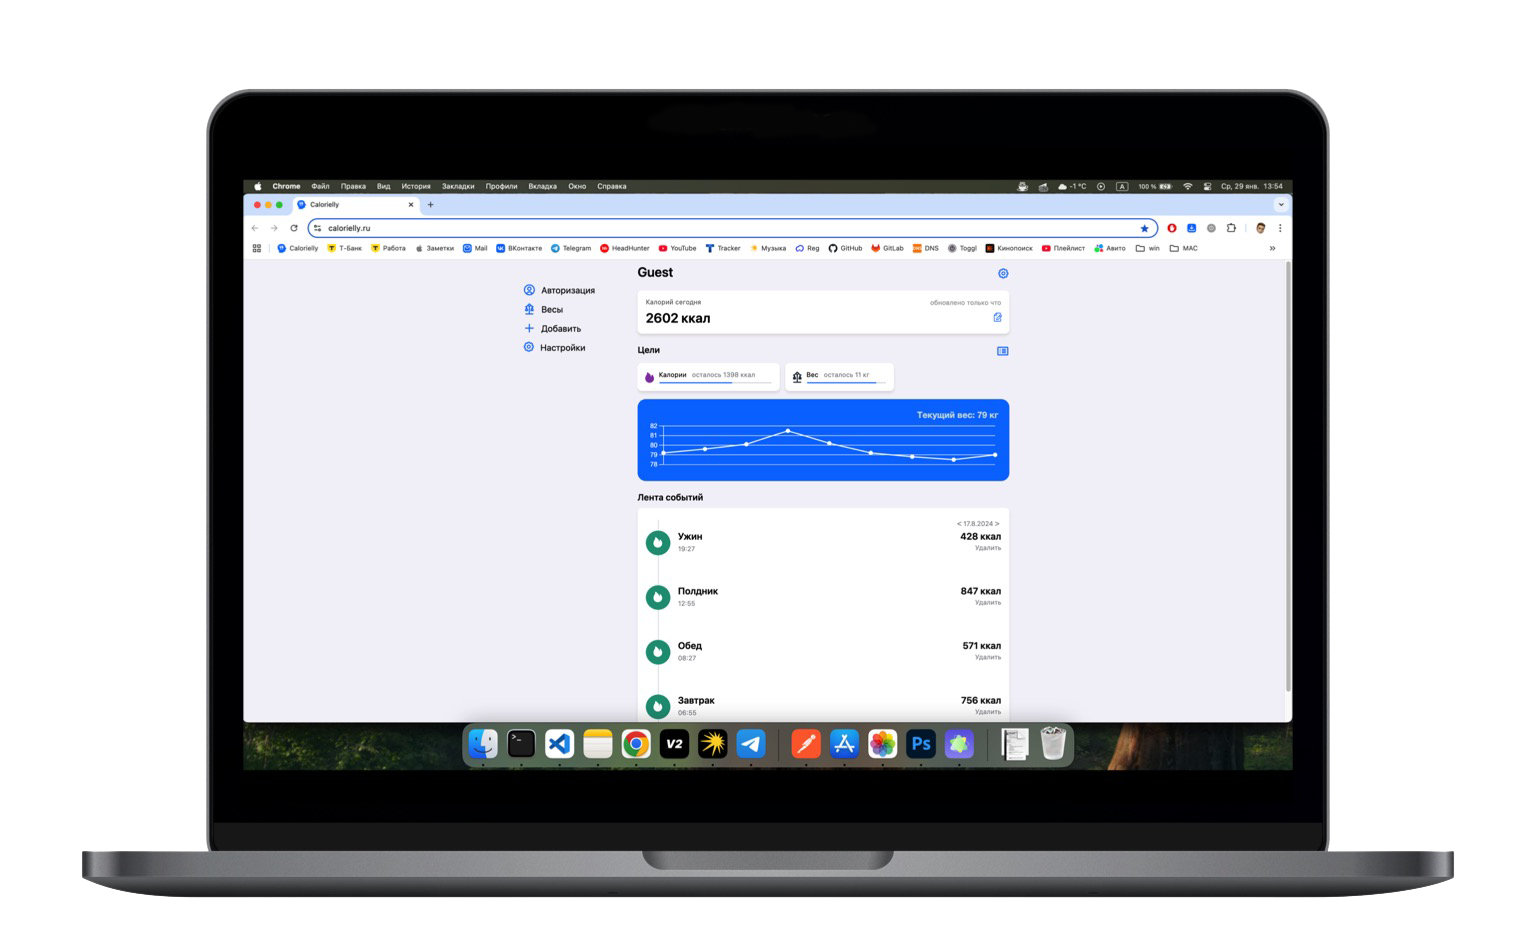 Chrome Файл Правка Вид История Закладки Профили Вкладка Окно Справка -1 °C A 100 % Ср, 29 янв. 13:54
Calorielly
calorielly.ru
Calorielly Т-Банк Работа Заметки Mail ВКонтакте Telegram HeadHunter YouTube Tracker Музыка Reg GitHub GitLab DNS Toggl Кинопоиск Плейлист Авито win MAC »
Авторизация
Весы
Добавить
Настройки
Guest
Калорий сегодня обновлено только что
2602 ккал
Цели
Калории осталось 1398 ккал Вес осталось 11 кг
Текущий вес: 79 кг
82
81
80
79
78
Лента событий
< 17.8.2024 >
Ужин 428 ккал
19:27 Удалить
Полдник 847 ккал
12:55 Удалить
Обед 571 ккал
08:27 Удалить
Завтрак 756 ккал
06:55 Удалить
>_ V2 Ps